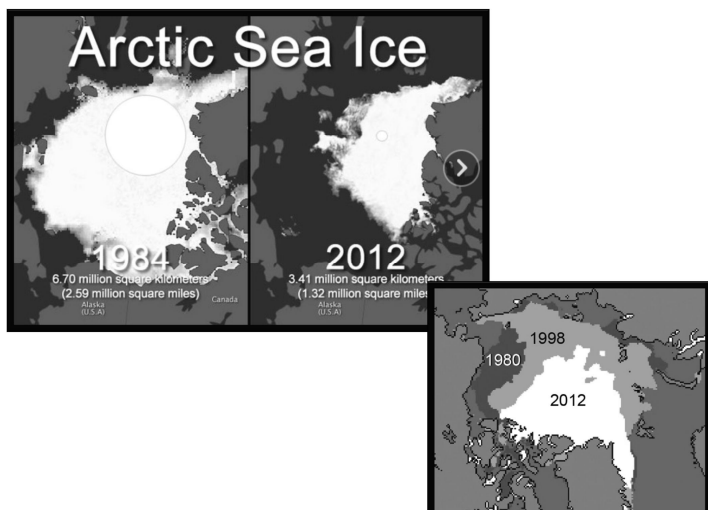 Arctic Sea Ice
1984
6.70 million square kilometers
(2.59 million square miles)
Alaska
(U.S.A)
Canada
2012
3.41 million square kilometers
(1.32 million square miles
Alaska
(U.S.A)
1998
1980
2012